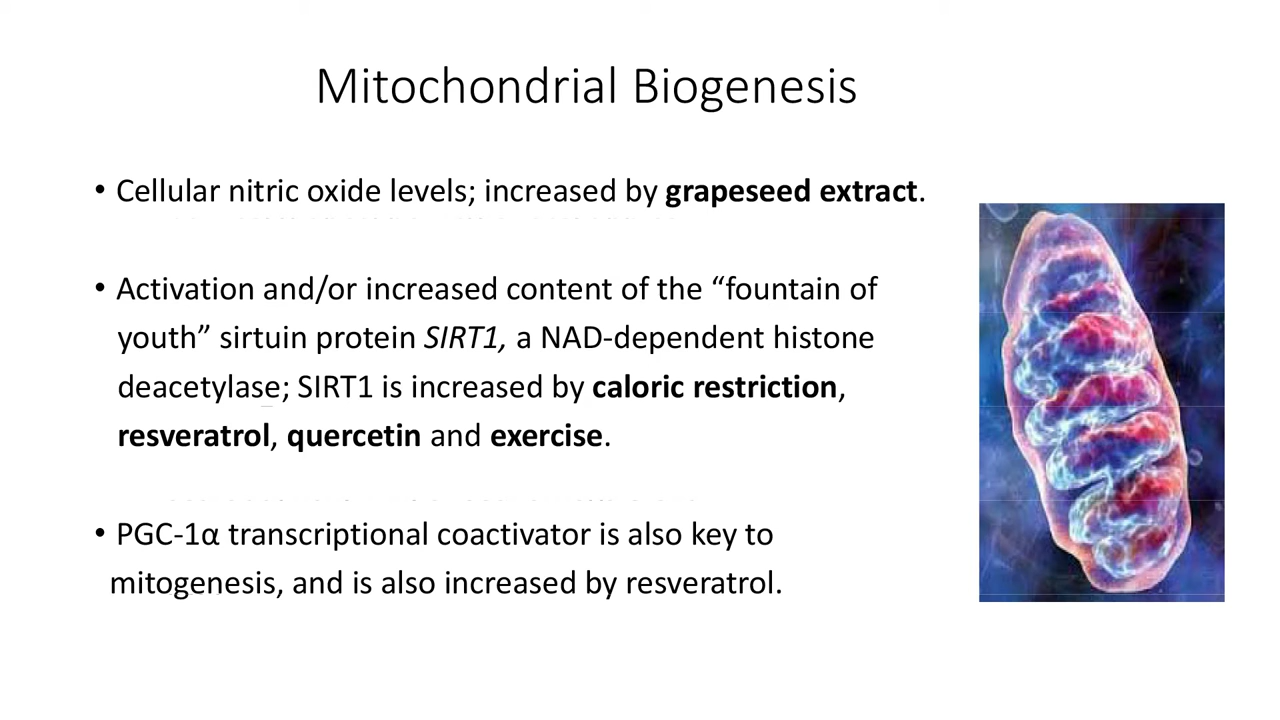 Mitochondrial Biogenesis
• Cellular nitric oxide levels; increased by grapeseed extract.
• Activation and/or increased content of the “fountain of
youth” sirtuin protein SIRT1, a NAD-dependent histone
deacetylase; SIRT1 is increased by caloric restriction,
resveratrol, quercetin and exercise.
• PGC-1α transcriptional coactivator is also key to
mitogenesis, and is also increased by resveratrol.